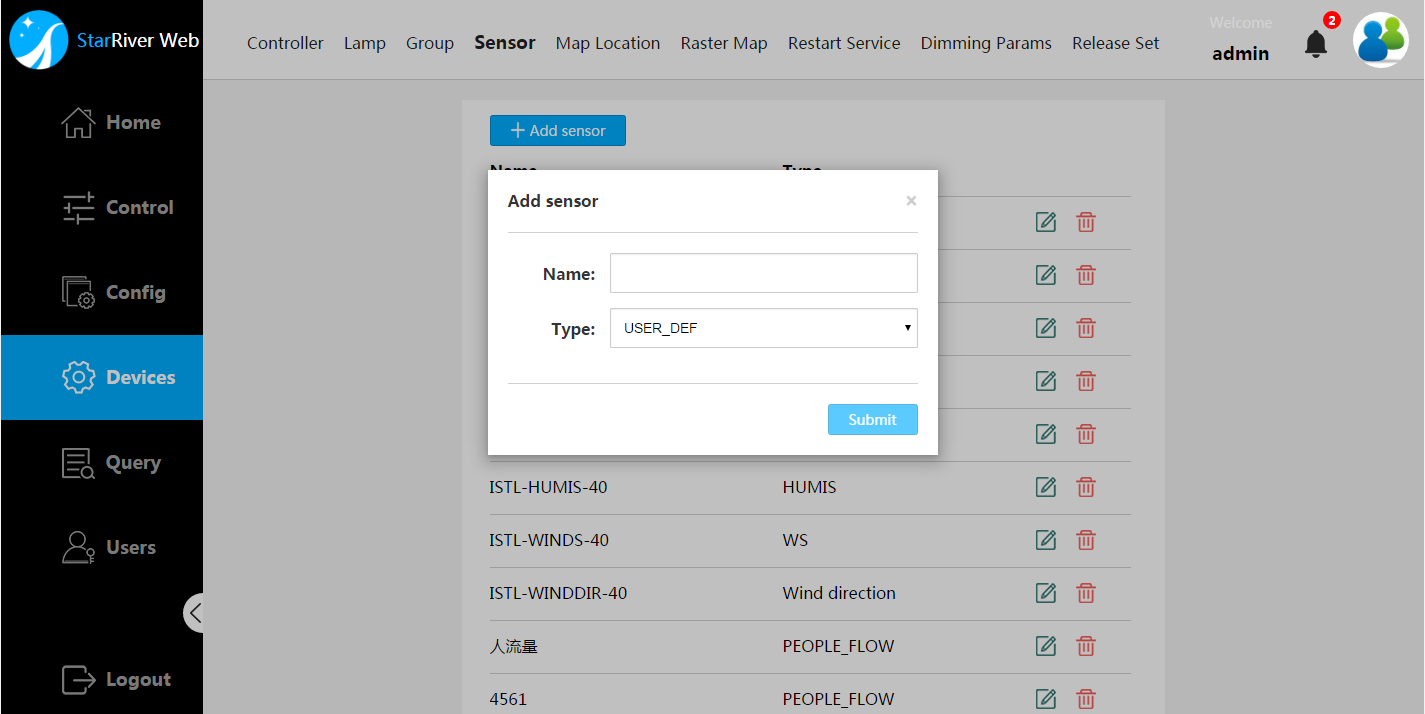 StarRiver Web
Controller Lamp Group Sensor Map Location Raster Map Restart Service Dimming Params Release Set
Welcome
admin
2
Home
Control
Config
Devices
Query
Users
Logout
Add sensor
Name Type
Add sensor ×
Name:
Type: USER_DEF
Submit
ISTL-HUMIS-40 HUMIS
ISTL-WINDS-40 WS
ISTL-WINDDIR-40 Wind direction
人流量 PEOPLE_FLOW
4561 PEOPLE_FLOW